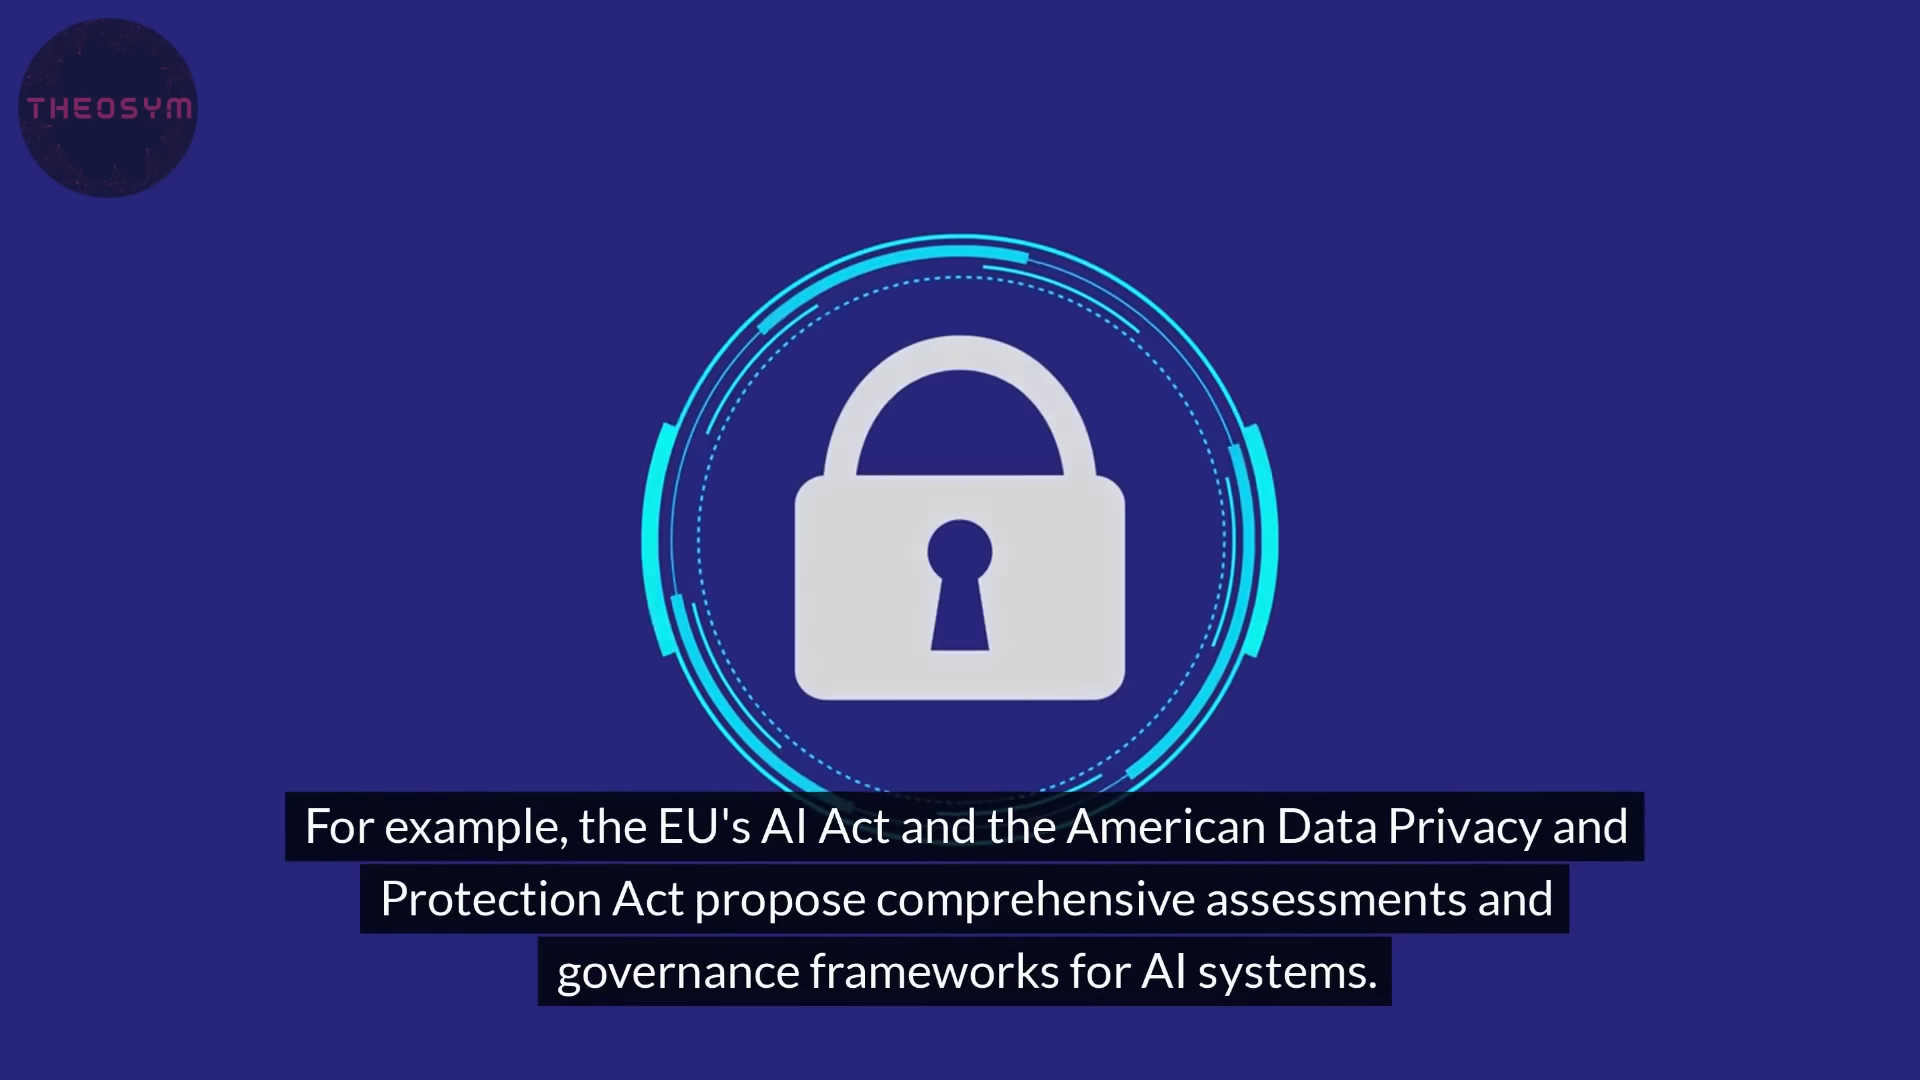 THEOSYM
For example, the EU's AI Act and the American Data Privacy and
Protection Act propose comprehensive assessments and
governance frameworks for AI systems.